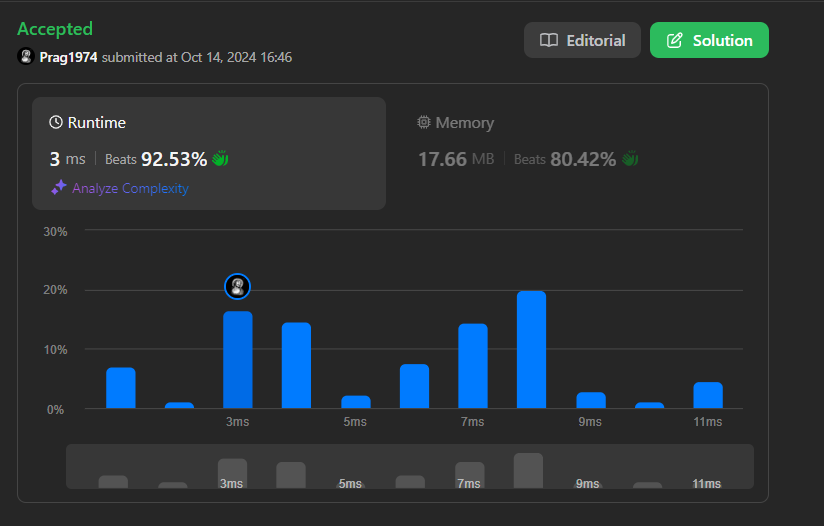 Accepted
Prag1974 submitted at Oct 14, 2024 16:46
Editorial
Solution
Runtime
3 ms | Beats 92.53%
Analyze Complexity
Memory
17.66 MB | Beats 80.42%
30%
20%
10%
0%
3ms 5ms 7ms 9ms 11ms
3ms 5ms 7ms 9ms 11ms